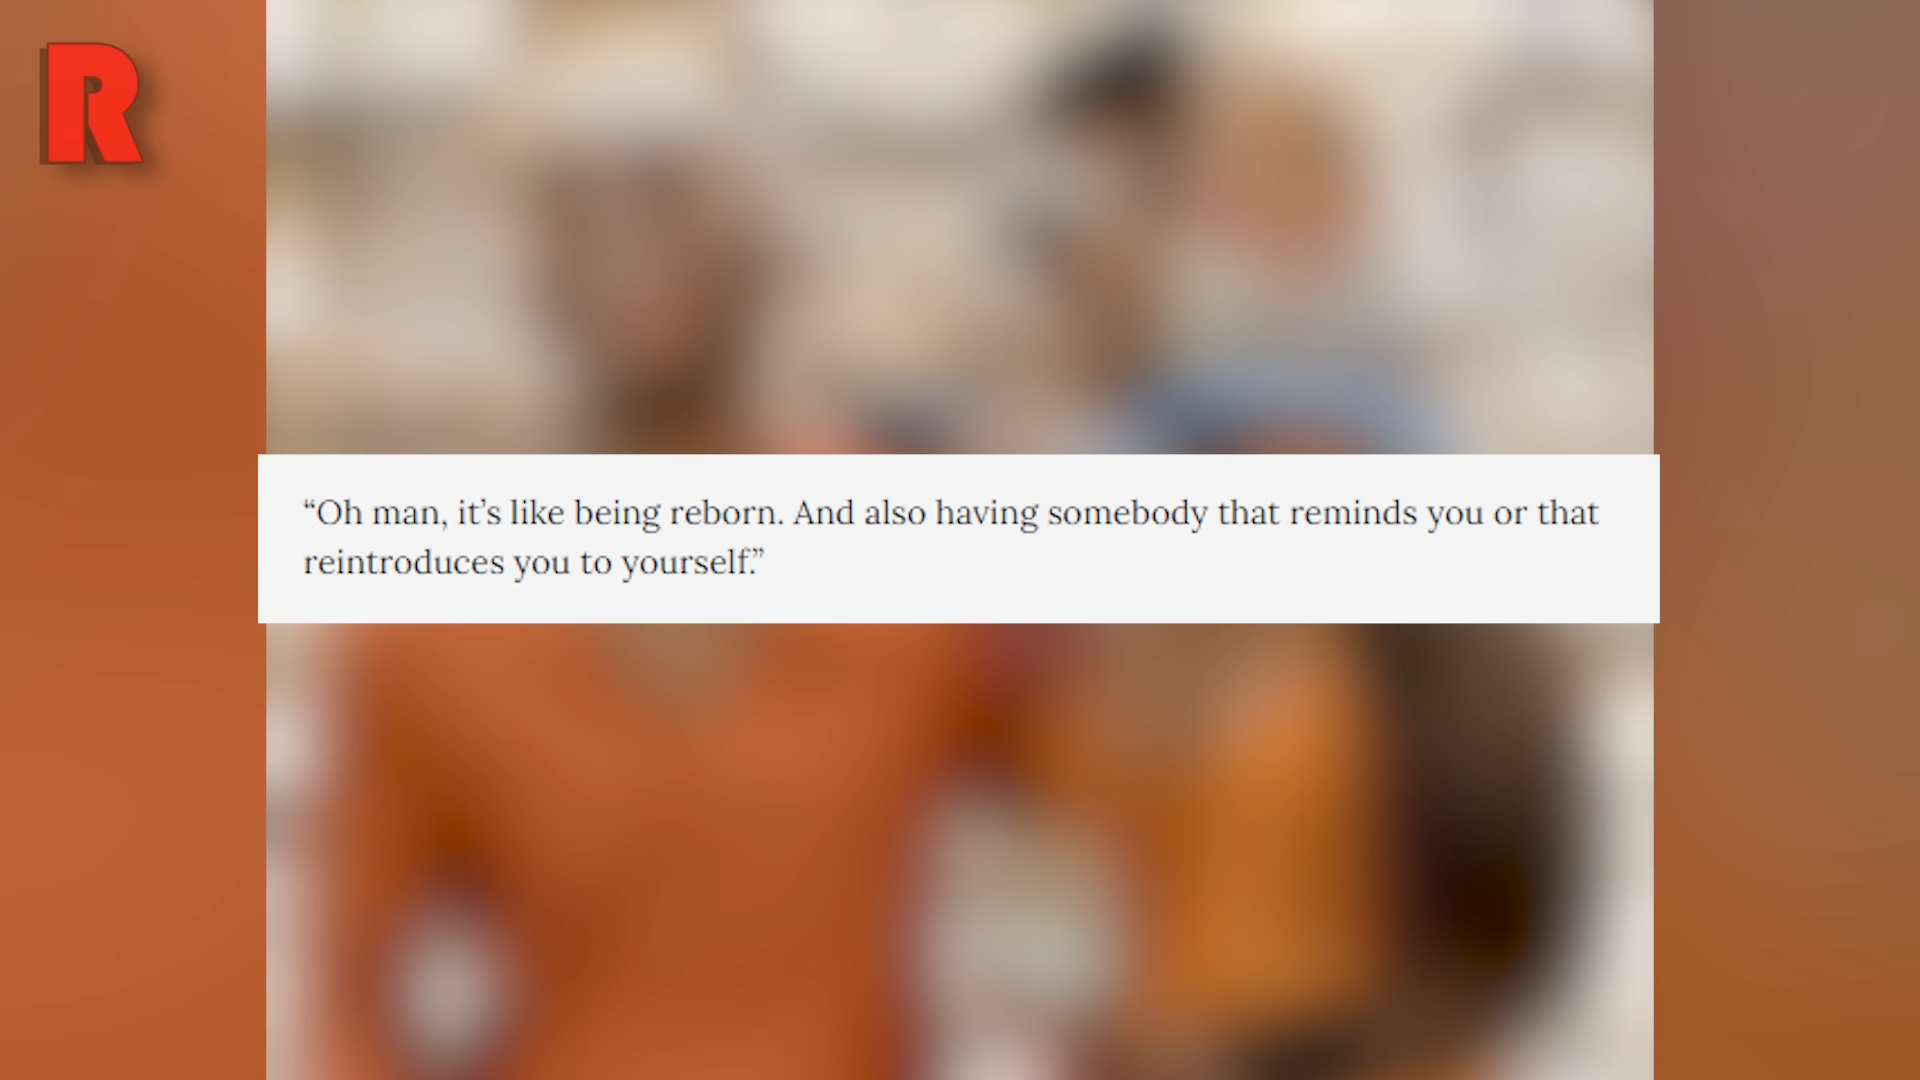 R
“Oh man, it’s like being reborn. And also having somebody that reminds you or that
reintroduces you to yourself.”